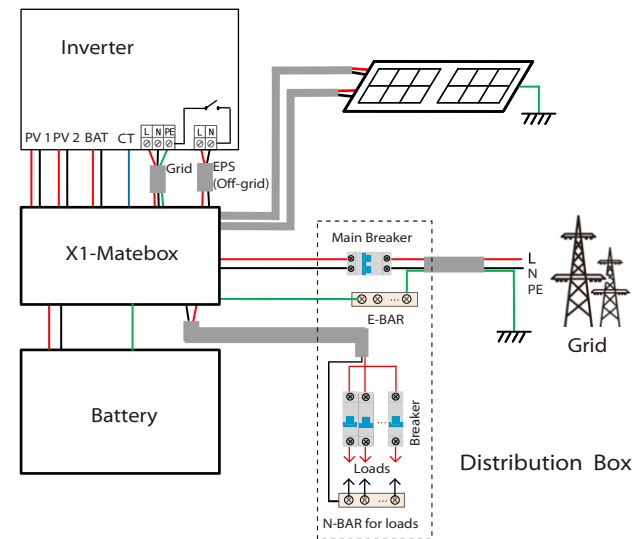 Inverter
PV 1 PV 2 BAT CT
L N PE
L N
Grid
EPS
(Off-grid)
X1-Matebox
Main Breaker
L
N
PE
... 
E-BAR
Grid
Battery
Breaker
...
Loads
Distribution Box
...
N-BAR for loads